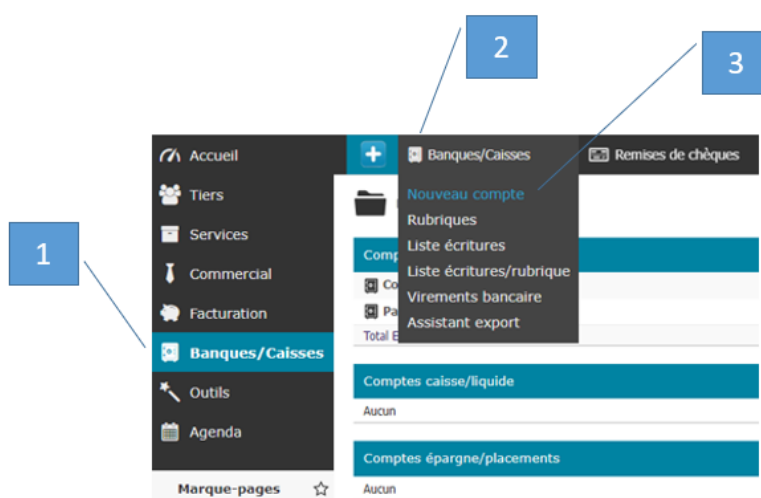 2
3
1
Accueil
Tiers
Services
Commercial
Facturation
Banques/Caisses
Outils
Agenda
Marque-pages
Banques/Caisses
Remises de chèques
Nouveau compte
Rubriques
Liste écritures
Liste écritures/rubrique
Virements bancaire
Assistant export
Comptes caisse/liquide
Aucun
Comptes épargne/placements
Aucun